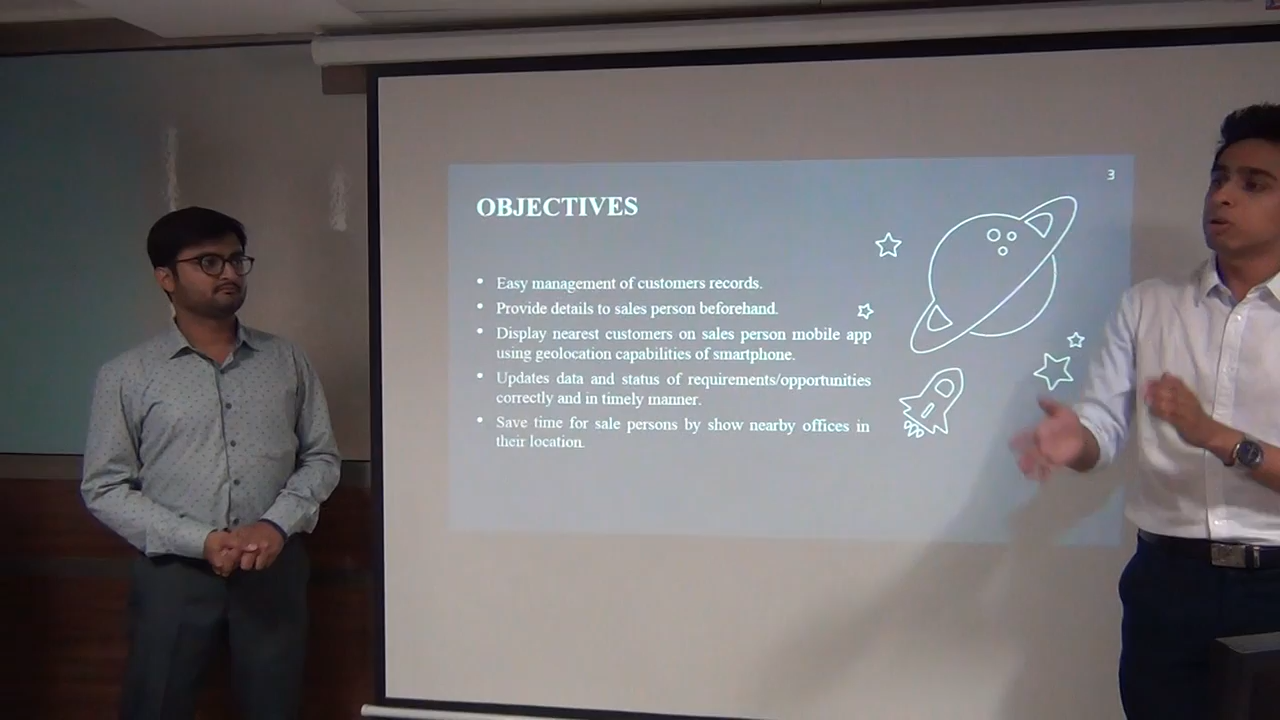 3
OBJECTIVES
• Easy management of customers records.
• Provide details to sales person beforehand.
• Display nearest customers on sales person mobile app
using geolocation capabilities of smartphone.
• Updates data and status of requirements/opportunities
correctly and in timely manner.
• Save time for sale persons by show nearby offices in
their location.